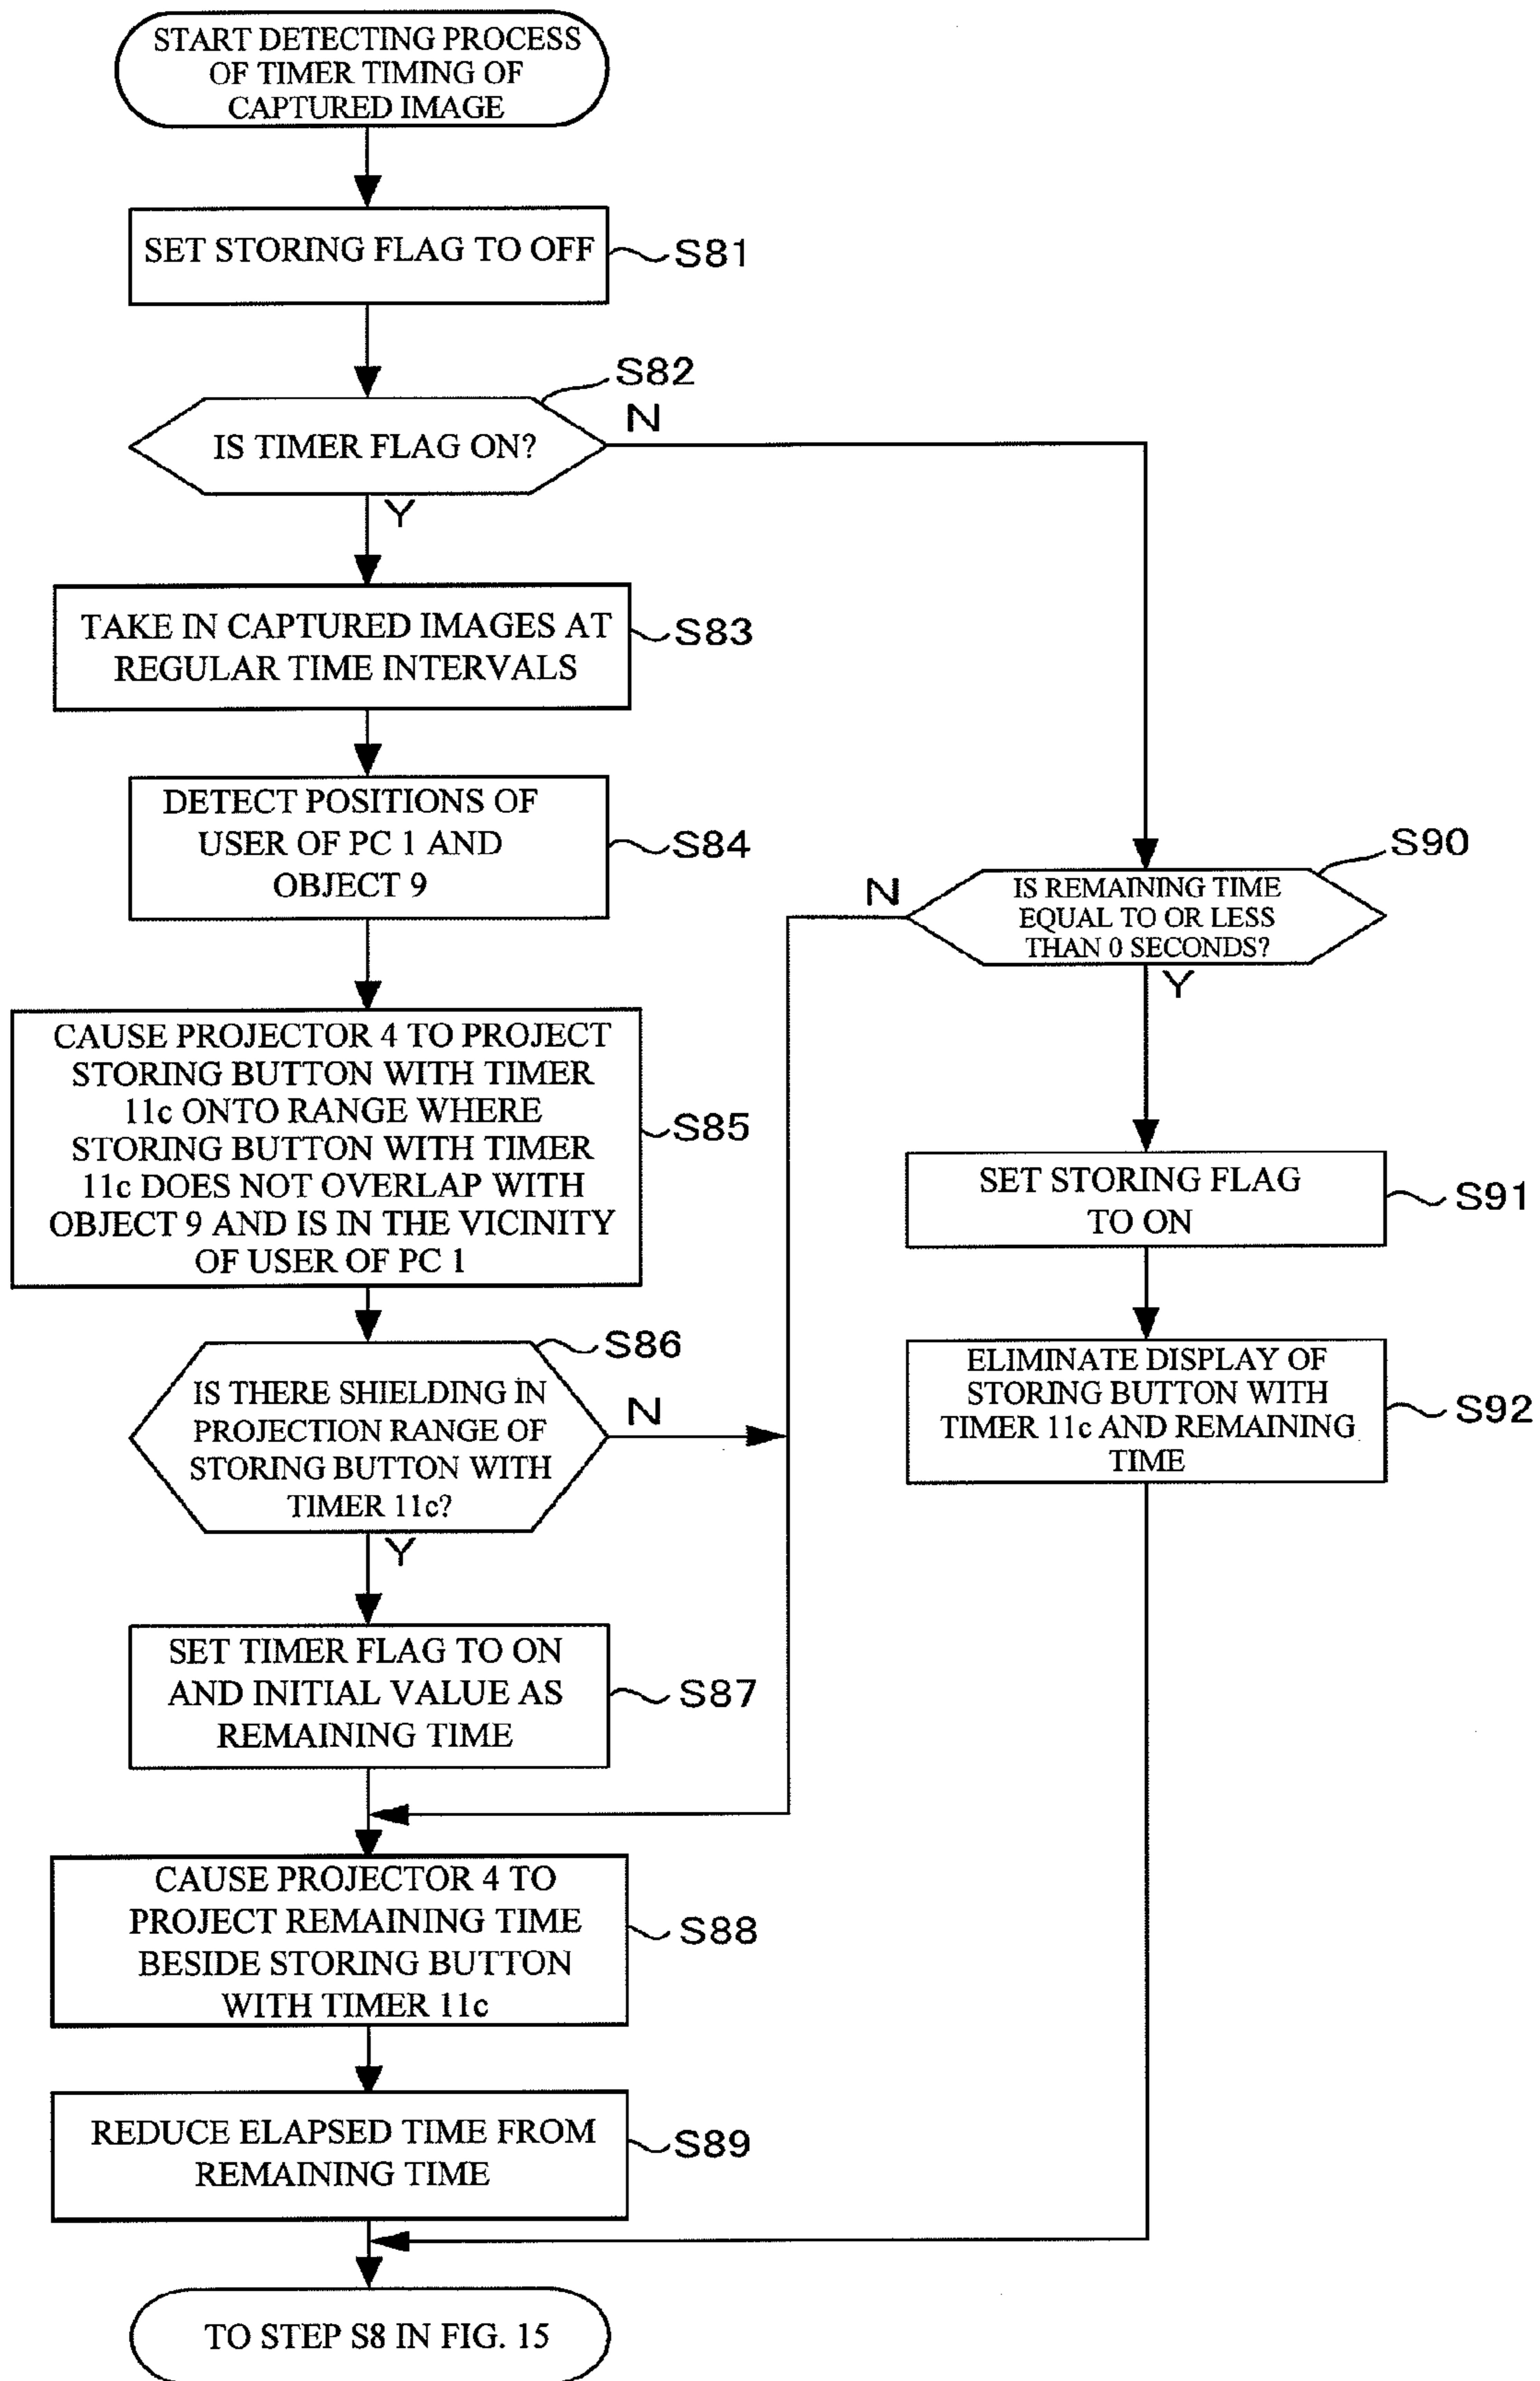 START DETECTING PROCESS
OF TIMER TIMING OF
CAPTURED IMAGE
SET STORING FLAG TO OFF
S81
S82
IS TIMER FLAG ON?
N
Y
TAKE IN CAPTURED IMAGES AT
REGULAR TIME INTERVALS
S83
DETECT POSITIONS OF
USER OF PC 1 AND
OBJECT 9
S84
CAUSE PROJECTOR 4 TO PROJECT
STORING BUTTON WITH TIMER
11c ONTO RANGE WHERE
STORING BUTTON WITH TIMER
11c DOES NOT OVERLAP WITH
OBJECT 9 AND IS IN THE VICINITY
OF USER OF PC 1
S85
S86
IS THERE SHIELDING IN
PROJECTION RANGE OF
STORING BUTTON WITH
TIMER 11c?
N
Y
SET TIMER FLAG TO ON
AND INITIAL VALUE AS
REMAINING TIME
S87
CAUSE PROJECTOR 4 TO
PROJECT REMAINING TIME
BESIDE STORING BUTTON
WITH TIMER 11c
S88
REDUCE ELAPSED TIME FROM
REMAINING TIME
S89
S90
IS REMAINING TIME
EQUAL TO OR LESS
THAN 0 SECONDS?
N
Y
SET STORING FLAG
TO ON
S91
ELIMINATE DISPLAY OF
STORING BUTTON WITH
TIMER 11c AND REMAINING
TIME
S92
TO STEP S8 IN FIG. 15